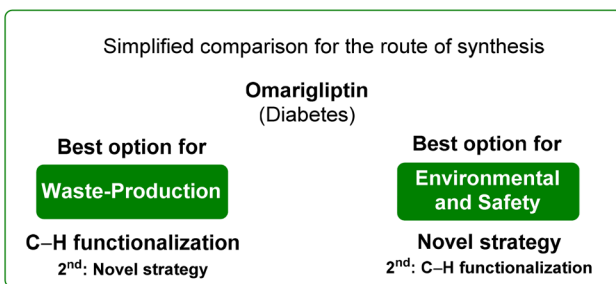 Simplified comparison for the route of synthesis
Omarigliptin
(Diabetes)
Best option for
Waste-Production
C–H functionalization
2nd: Novel strategy
Best option for
Environmental
and Safety
Novel strategy
2nd: C–H functionalization